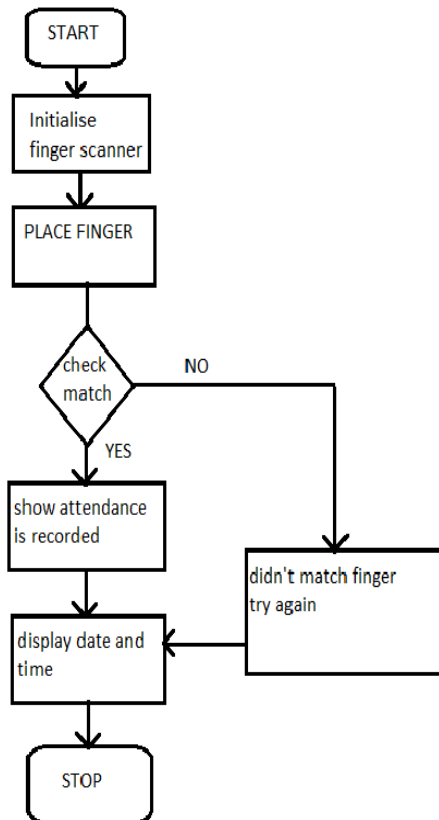 START
Initialise
finger scanner
PLACE FINGER
check
match
NO
YES
show attendance
is recorded
didn't match finger
try again
display date and
time
STOP